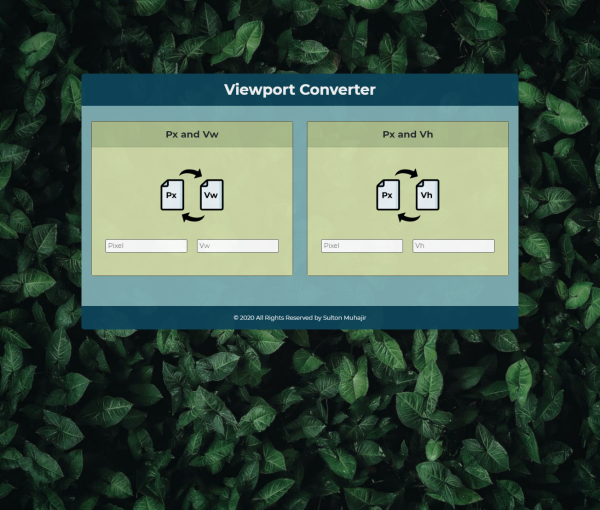 Viewport Converter
Px and Vw
Px
Vw
Pixel
Vw
Px and Vh
Px
Vh
Pixel
Vh
© 2020 All Rights Reserved by Sulton Muhajir